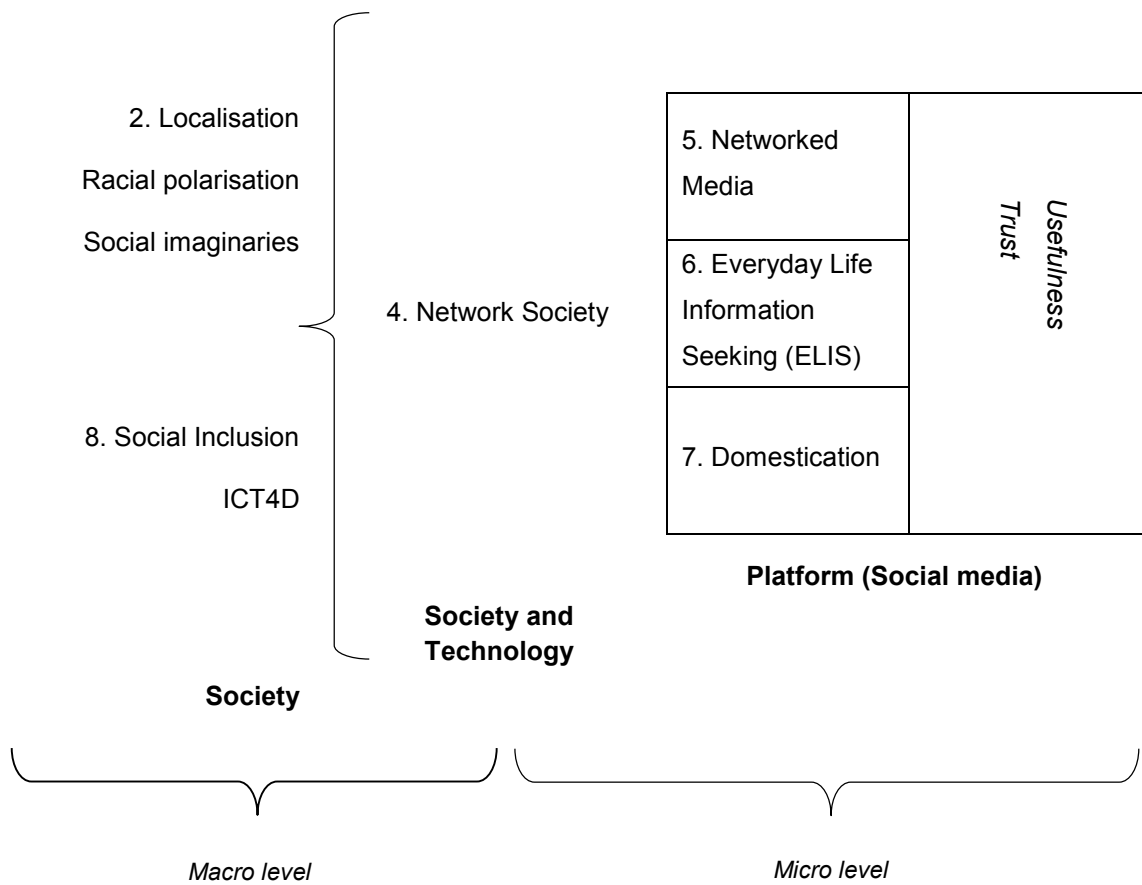 2. Localisation
Racial polarisation
Social imaginaries
8. Social Inclusion
ICT4D
Society
4. Network Society
Society and
Technology
5. Networked
Media
6. Everyday Life
Information
Seeking (ELIS)
7. Domestication
Usefulness
Trust
Platform (Social media)
Macro level
Micro level